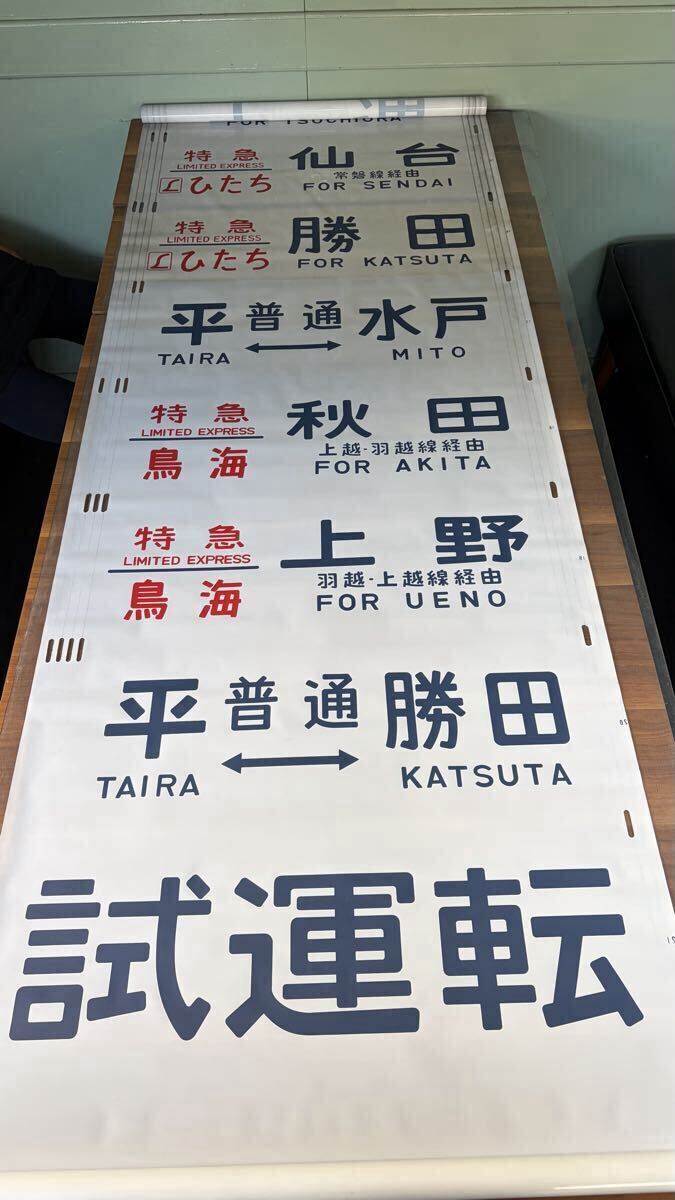 FOR TSUCHIURA
特急 仙台
LIMITED EXPRESS 常磐線経由
L ひたち FOR SENDAI
特急 勝田
LIMITED EXPRESS
L ひたち FOR KATSUTA
平 普通 水戸
TAIRA MITO
特急 秋田
LIMITED EXPRESS 上越・羽越線経由
鳥海 FOR AKITA
特急 上野
LIMITED EXPRESS 羽越・上越線経由
鳥海 FOR UENO
平 普通 勝田
TAIRA KATSUTA
試運転